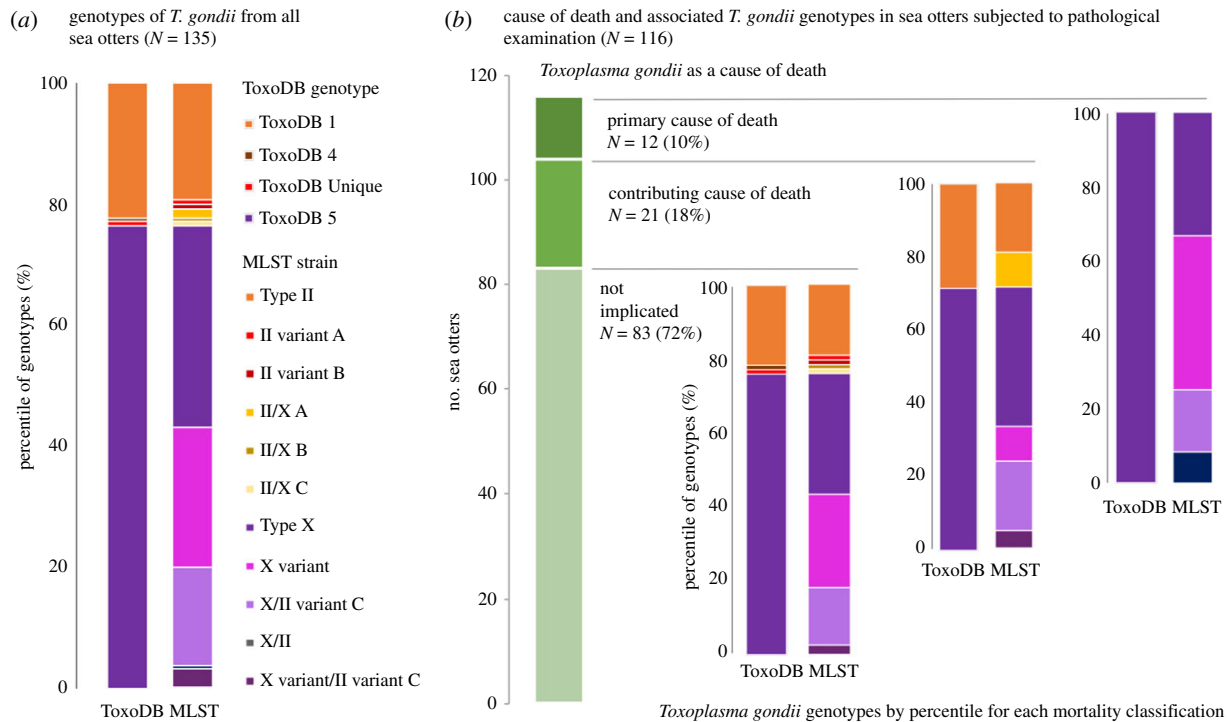 (a) genotypes of T. gondii from all
sea otters (N = 135)
100
80
60
40
20
0
percentile of genotypes (%)
ToxoDB MLST
ToxoDB genotype
ToxoDB 1
ToxoDB 4
ToxoDB Unique
ToxoDB 5
MLST strain
Type II
II variant A
II variant B
II/X A
II/X B
II/X C
Type X
X variant
X/II variant C
X/II
X variant/II variant C
(b) cause of death and associated T. gondii genotypes in sea otters subjected to pathological
examination (N = 116)
Toxoplasma gondii as a cause of death
120
100
80
60
40
20
0
no. sea otters
primary cause of death
N = 12 (10%)
contributing cause of death
N = 21 (18%)
not
implicated
N = 83 (72%)
100
80
60
40
20
0
percentile of genotypes (%)
ToxoDB MLST
100
80
60
40
20
0
ToxoDB MLST
100
80
60
40
20
0
ToxoDB MLST
Toxoplasma gondii genotypes by percentile for each mortality classification